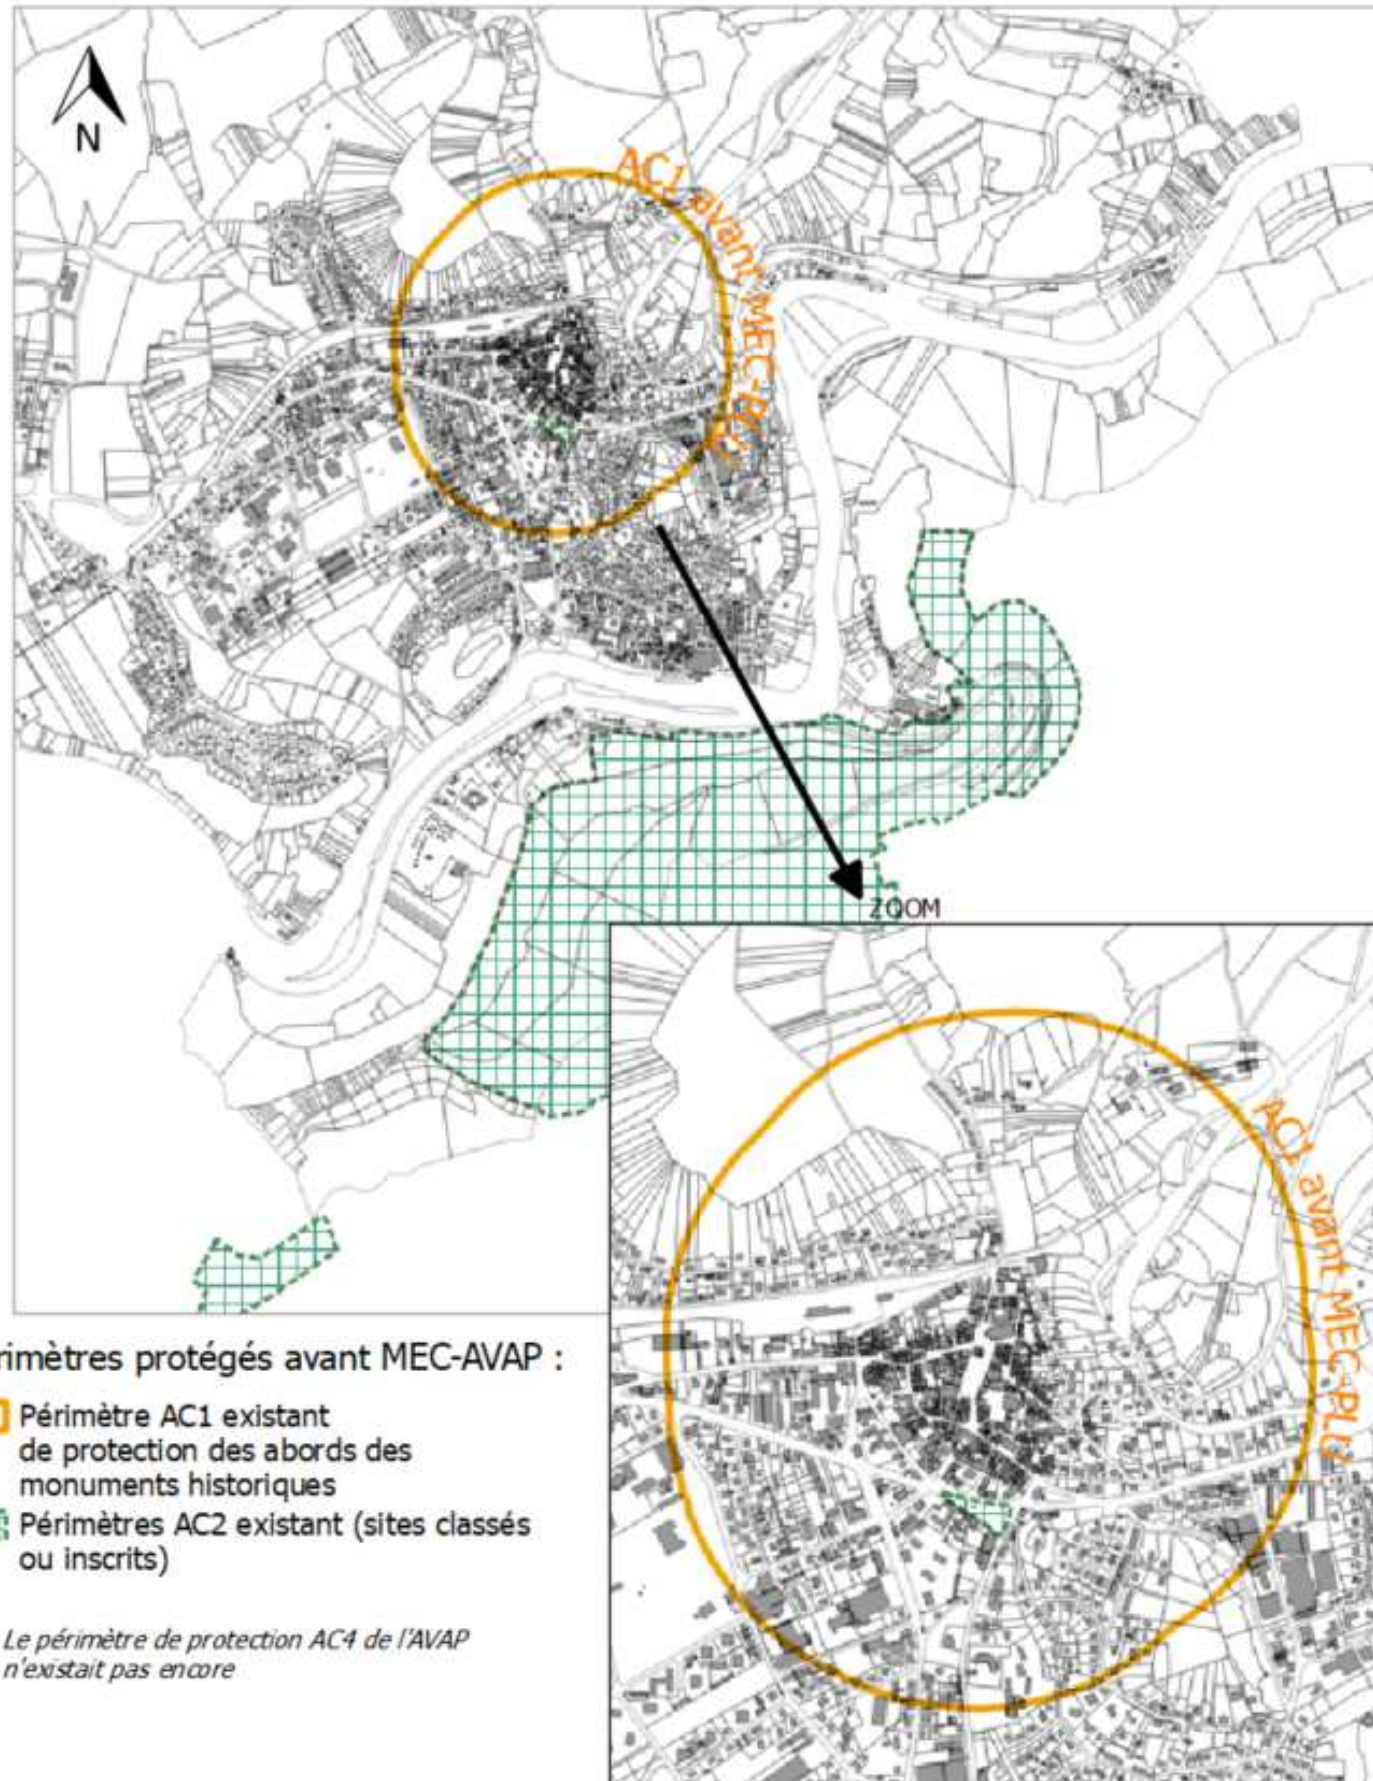 N
AC1 avant MEC-PLU
ZOOM
AC1 avant MEC-PLU
rimètres protégés avant MEC-AVAP :
Périmètre AC1 existant
de protection des abords des
monuments historiques
Périmètres AC2 existant (sites classés
ou inscrits)
Le périmètre de protection AC4 de l'AVAP
n'existait pas encore